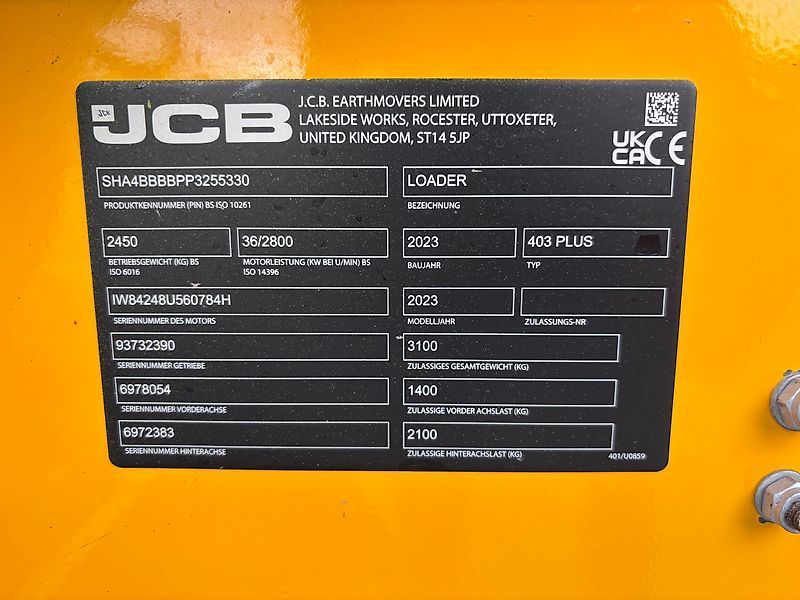 JCB
J.C.B. EARTHMOVERS LIMITED
LAKESIDE WORKS, ROCESTER, UTTOXETER,
UNITED KINGDOM, ST14 5JP
UK
CA CE
SHA4BBBBPP3255330
PRODUKTKENNUMMER (PIN) BS ISO 10261
LOADER
BEZEICHNUNG
2450
BETRIEBSGEWICHT (KG) BS
ISO 6016
36/2800
MOTORLEISTUNG (KW BEI U/MIN) BS
ISO 14396
2023
BAUJAHR
403 PLUS
TYP
IW84248U560784H
SERIENNUMMER DES MOTORS
2023
MODELLJAHR
ZULASSUNGS-NR
93732390
SERIENNUMMER GETRIEBE
3100
ZULASSIGES GESAMTGEWICHT (KG)
6978054
SERIENNUMMER VORDERACHSE
1400
ZULASSIGE VORDER ACHSLAST (KG)
6972383
SERIENNUMMER HINTERACHSE
2100
ZULASSIGE HINTERACHSLAST (KG)
401/U0859